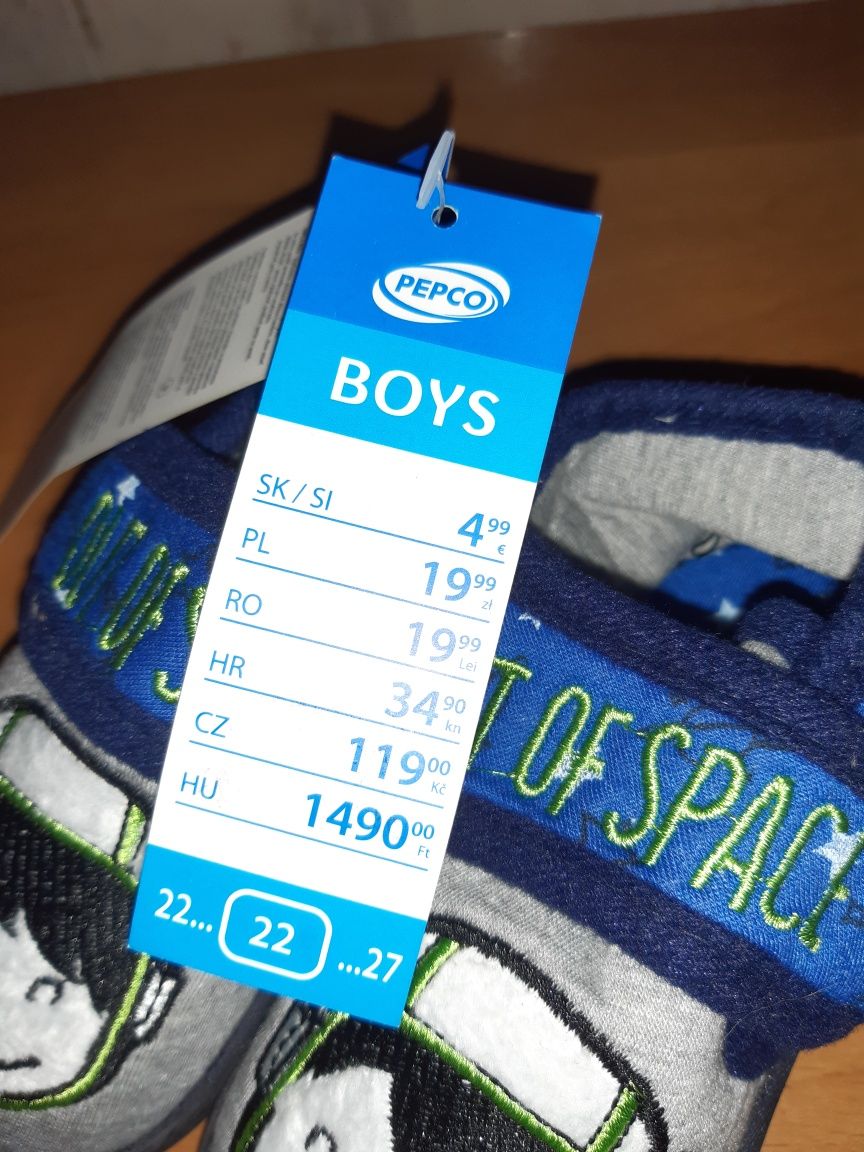 PEPCO
BOYS
SK / SI
4 99 €
PL
19 99 zł
RO
19 99 Lei
HR
34 90 kn
CZ
119 00 Kč
HU
1490 00 Ft
22... 22 ...27
OUT OF S
T OF SPACE